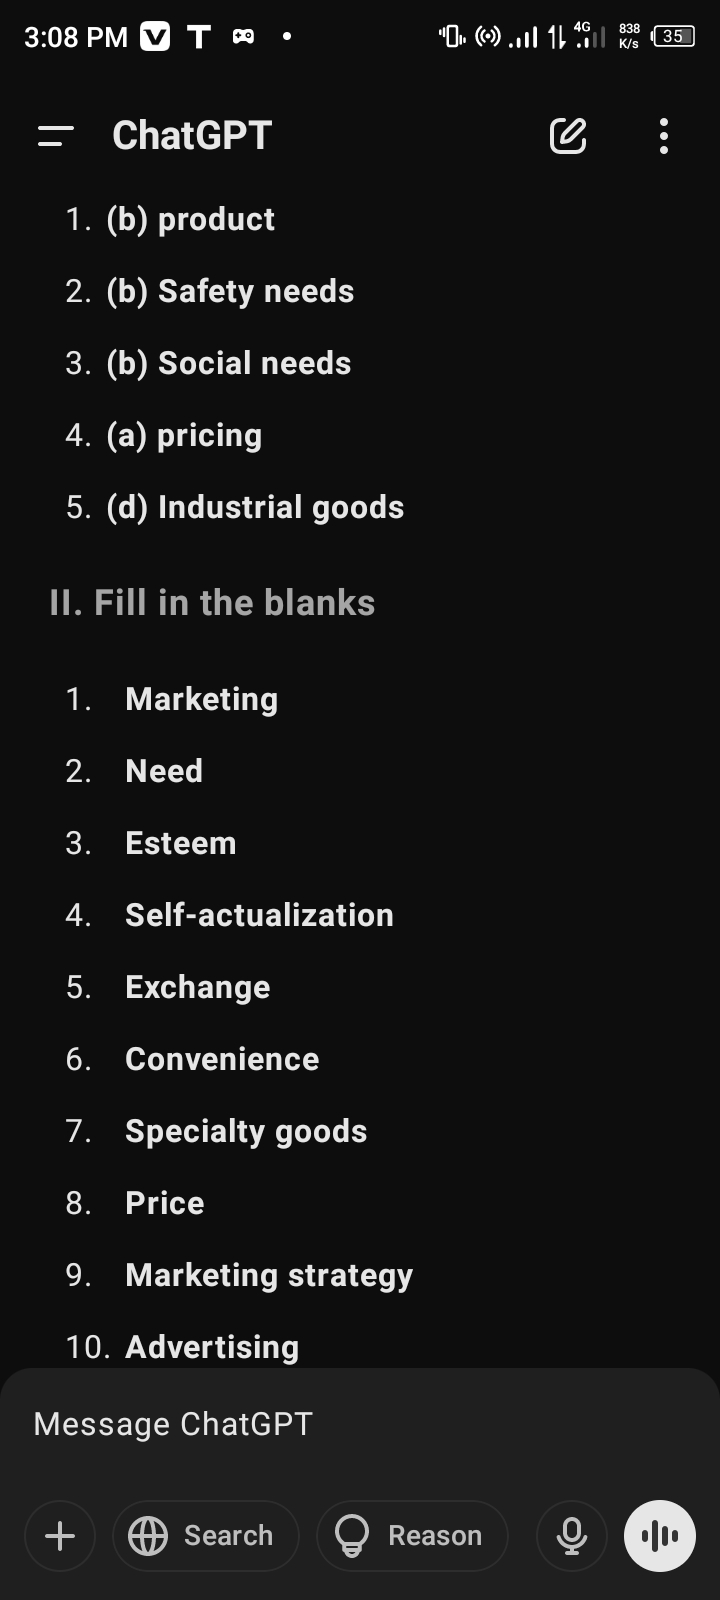 3:08 PM V T 4G 838 K/s 35
ChatGPT
1. (b) product
2. (b) Safety needs
3. (b) Social needs
4. (a) pricing
5. (d) Industrial goods
II. Fill in the blanks
1. Marketing
2. Need
3. Esteem
4. Self-actualization
5. Exchange
6. Convenience
7. Specialty goods
8. Price
9. Marketing strategy
10. Advertising
Message ChatGPT
Search Reason